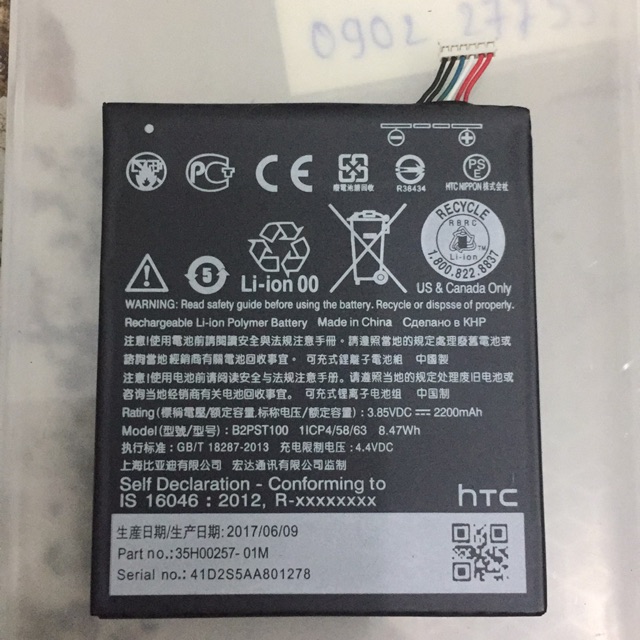 0902 27755
PCT
CE
廢電池請回收
R38434
PSE
HTC NIPPON 株式会社
RECYCLE
RBRC
Li-ion
1.800.822.8837
5
Li-ion 00
US & Canada Only
WARNING: Read safety guide before using the battery. Recycle or dispsse of properly.
Rechargeable Li-Ion Polymer Battery Made in China Сделано в КНР
注意!使用電池前請閱讀安全與法規注意手冊。請遵照當地的規定處理廢舊電池或
諮詢當地經銷商有關電池回收事宜。可充式鋰離子電池組 中國製
注意!使用电池前请阅读安全与法规注意手册。请遵照当地的规定处理废旧电池或
咨询当地经销商有关电池回收事宜。可充式锂离子电池组 中国制
Rating (標稱電壓/額定容量,标称电压/额定容量) : 3.85VDC ⎓ 2200mAh
Model(型號/型号) : B2PST100 1ICP4/58/63 8.47Wh
执行标准: GB/T 18287-2013 充电限制电压 : 4.4VDC
上海比亚迪有限公司 宏达通讯有限公司监制
Self Declaration - Conforming to
IS 16046 : 2012, R-xxxxxxxx
hTC
生產日期/生产日期: 2017/06/09
Part no.:35H00257- 01M
Serial no.: 41D2S5AA801278